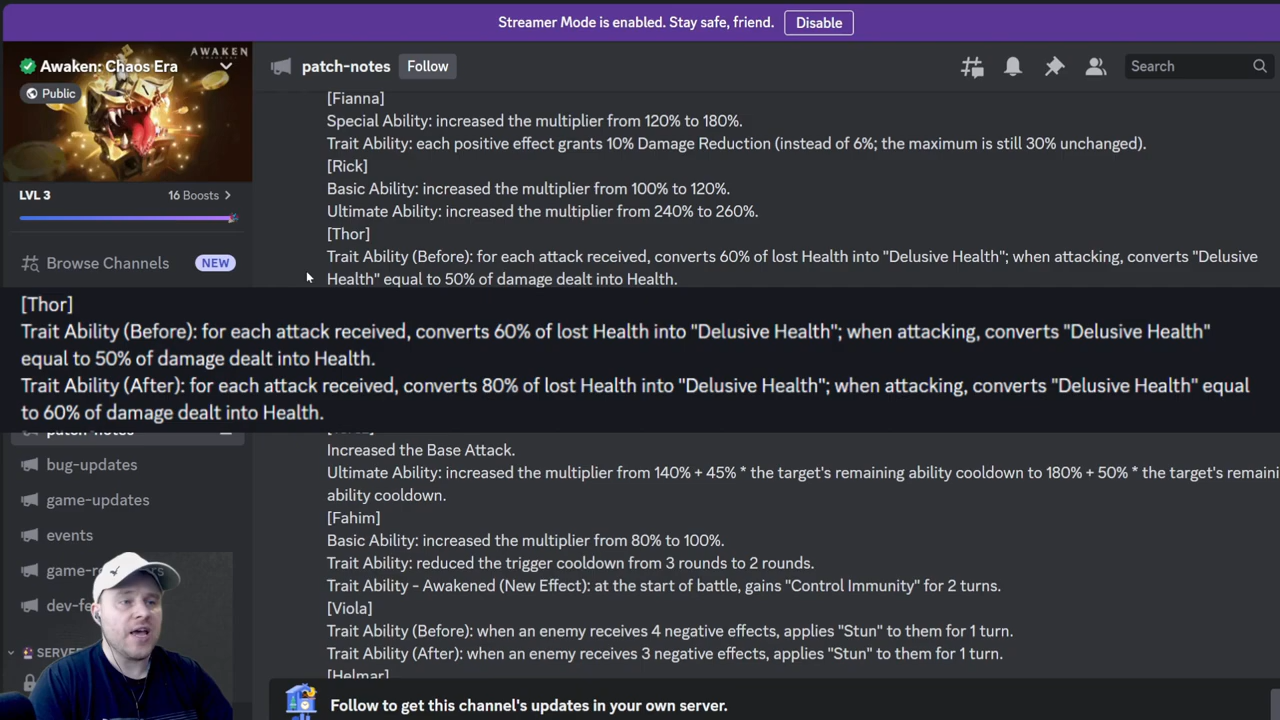 Streamer Mode is enabled. Stay safe, friend.
Disable
AWAKEN
Awaken: Chaos Era
Public
patch-notes
Follow
Search
LVL 3
16 Boosts
Browse Channels
NEW
[Fianna]
Special Ability: increased the multiplier from 120% to 180%.
Trait Ability: each positive effect grants 10% Damage Reduction (instead of 6%; the maximum is still 30% unchanged).
[Rick]
Basic Ability: increased the multiplier from 100% to 120%.
Ultimate Ability: increased the multiplier from 240% to 260%.
[Thor]
Trait Ability (Before): for each attack received, converts 60% of lost Health into "Delusive Health"; when attacking, converts "Delusive
Health" equal to 50% of damage dealt into Health.
[Thor]
Trait Ability (Before): for each attack received, converts 60% of lost Health into "Delusive Health"; when attacking, converts "Delusive Health"
equal to 50% of damage dealt into Health.
Trait Ability (After): for each attack received, converts 80% of lost Health into "Delusive Health"; when attacking, converts "Delusive Health" equal
to 60% of damage dealt into Health.
patch-notes
bug-updates
game-updates
events
dev-fe
SERVE
Increased the Base Attack.
Ultimate Ability: increased the multiplier from 140% + 45% * the target's remaining ability cooldown to 180% + 50% * the target's remaini
ability cooldown.
[Fahim]
Basic Ability: increased the multiplier from 80% to 100%.
Trait Ability: reduced the trigger cooldown from 3 rounds to 2 rounds.
Trait Ability - Awakened (New Effect): at the start of battle, gains "Control Immunity" for 2 turns.
[Viola]
Trait Ability (Before): when an enemy receives 4 negative effects, applies "Stun" to them for 1 turn.
Trait Ability (After): when an enemy receives 3 negative effects, applies "Stun" to them for 1 turn.
[Helmar]
Follow to get this channel's updates in your own server.